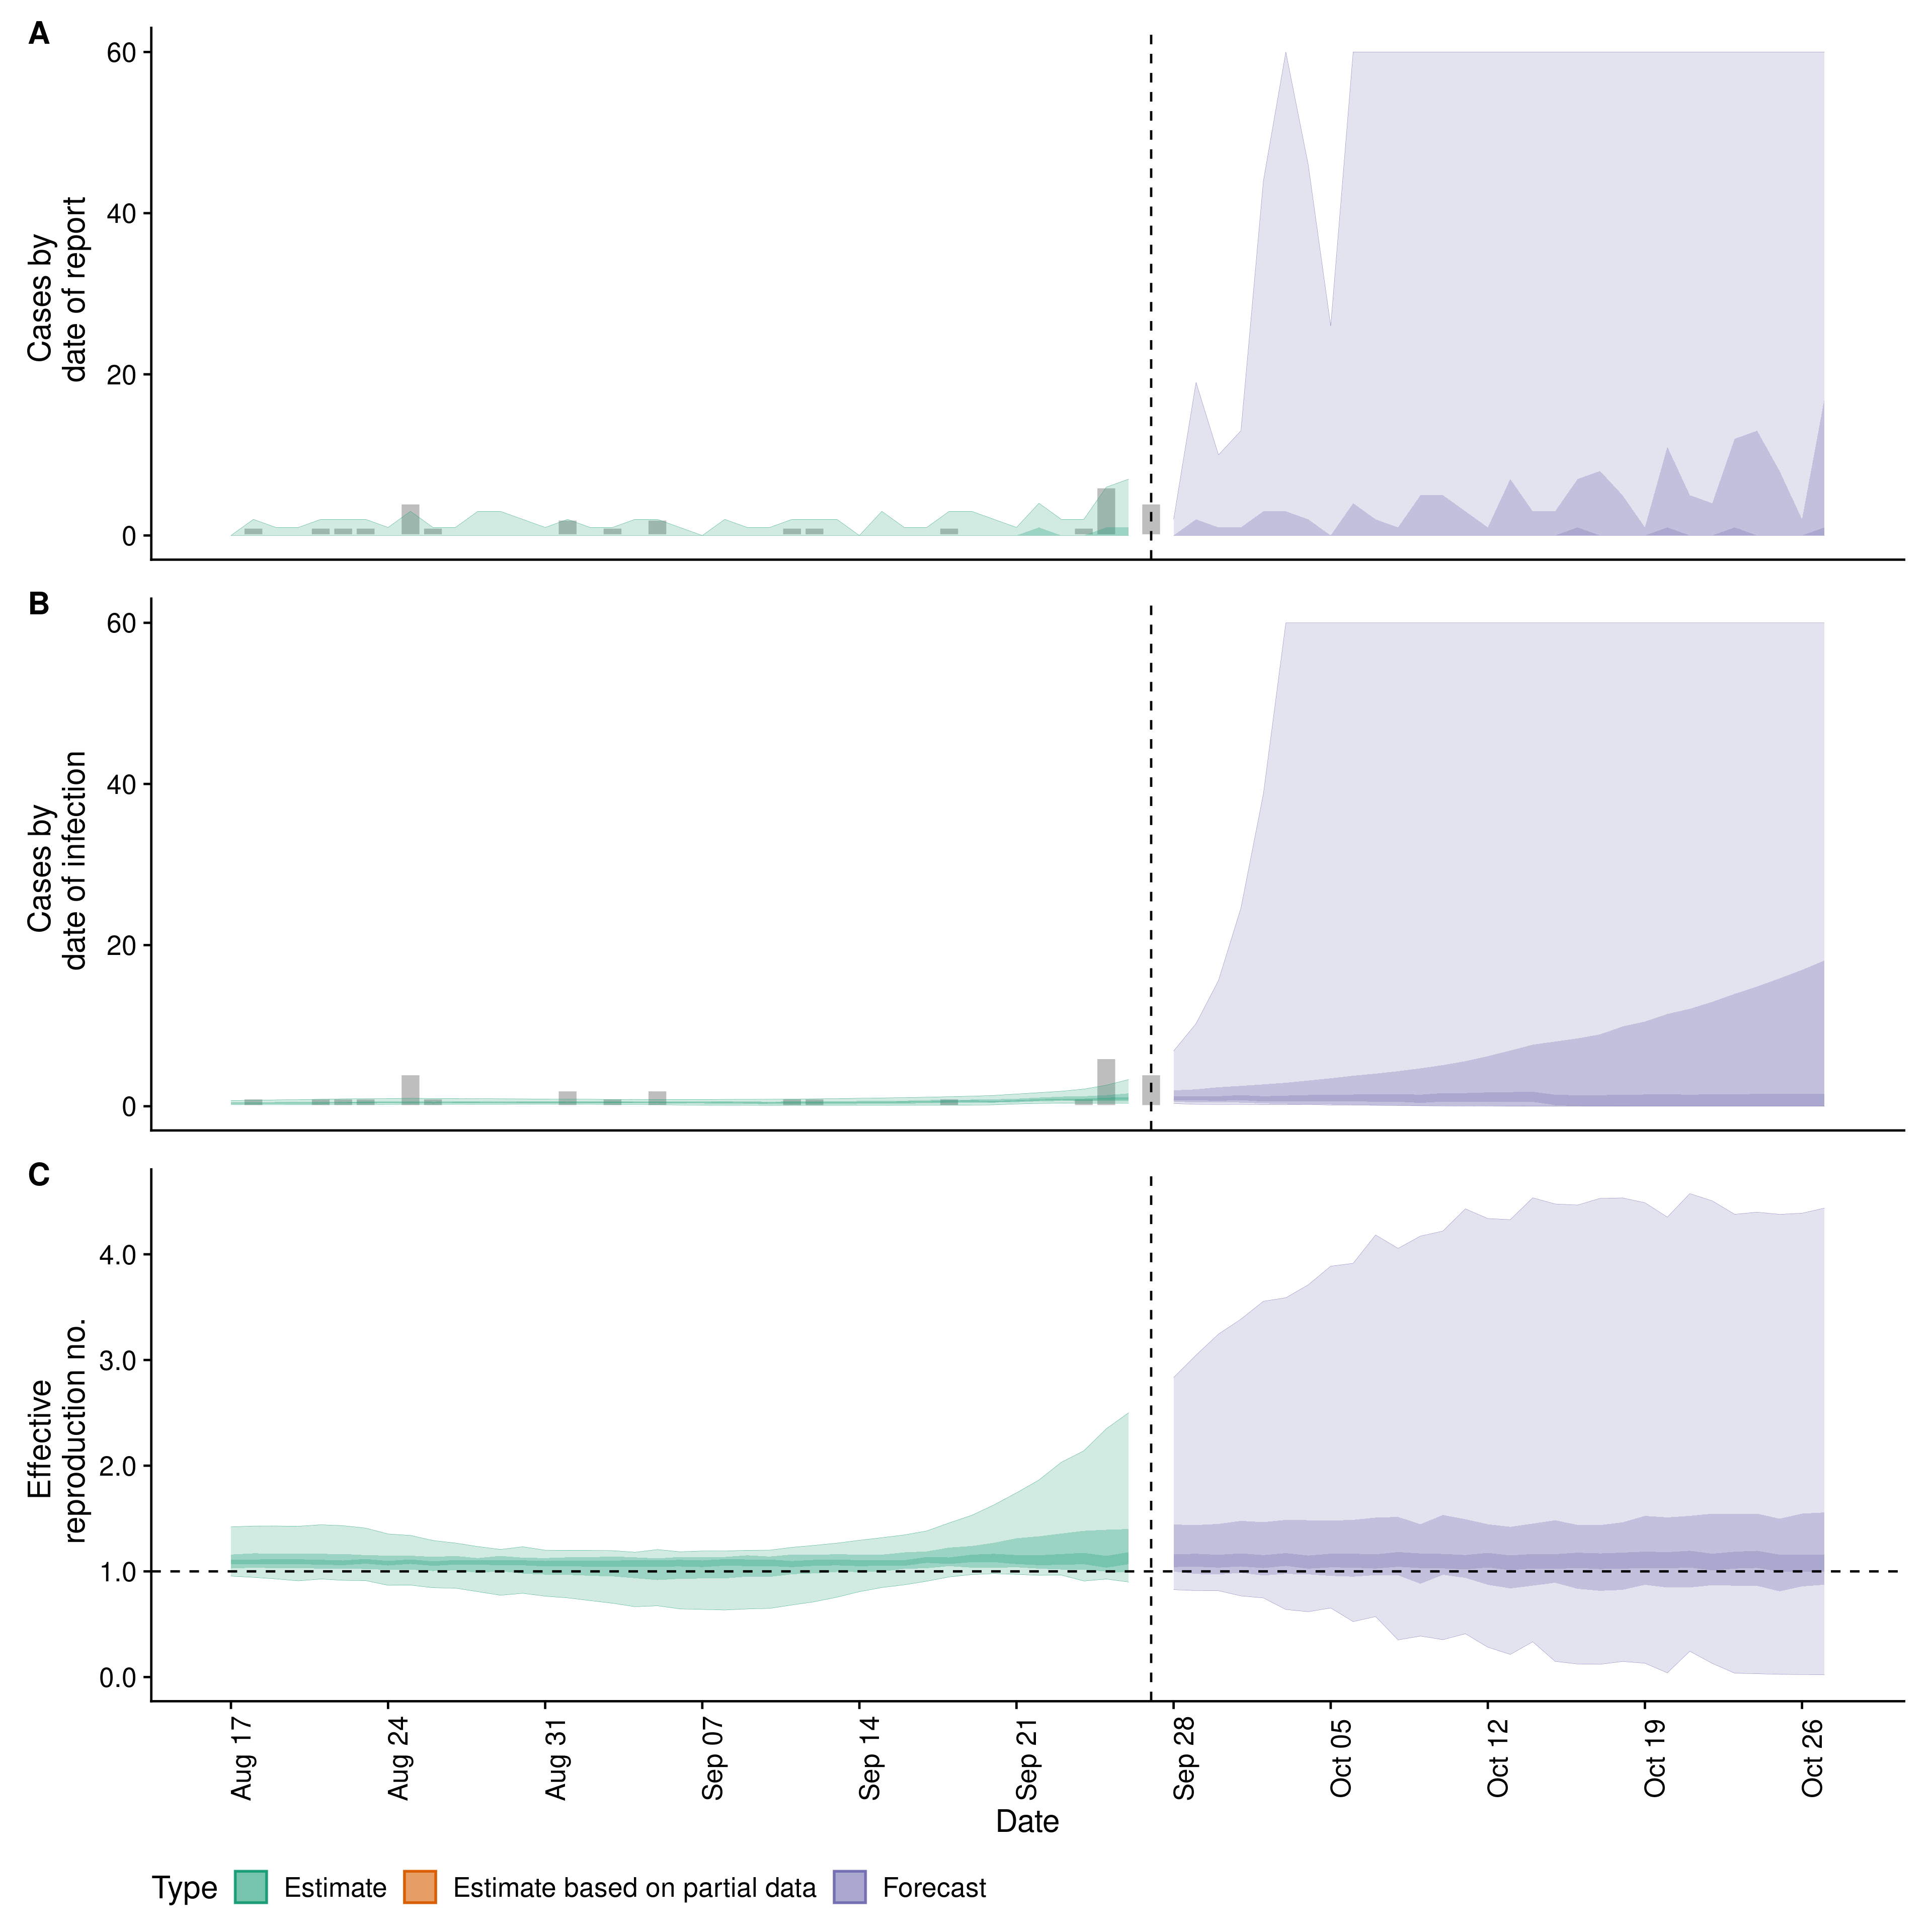 A
60
40
20
0
Cases by
date of report
B
60
40
20
0
Cases by
date of infection
C
4.0
3.0
2.0
1.0
0.0
Effective
reproduction no.
Aug 17
Aug 24
Aug 31
Sep 07
Sep 14
Sep 21
Sep 28
Oct 05
Oct 12
Oct 19
Oct 26
Date
Type Estimate Estimate based on partial data Forecast